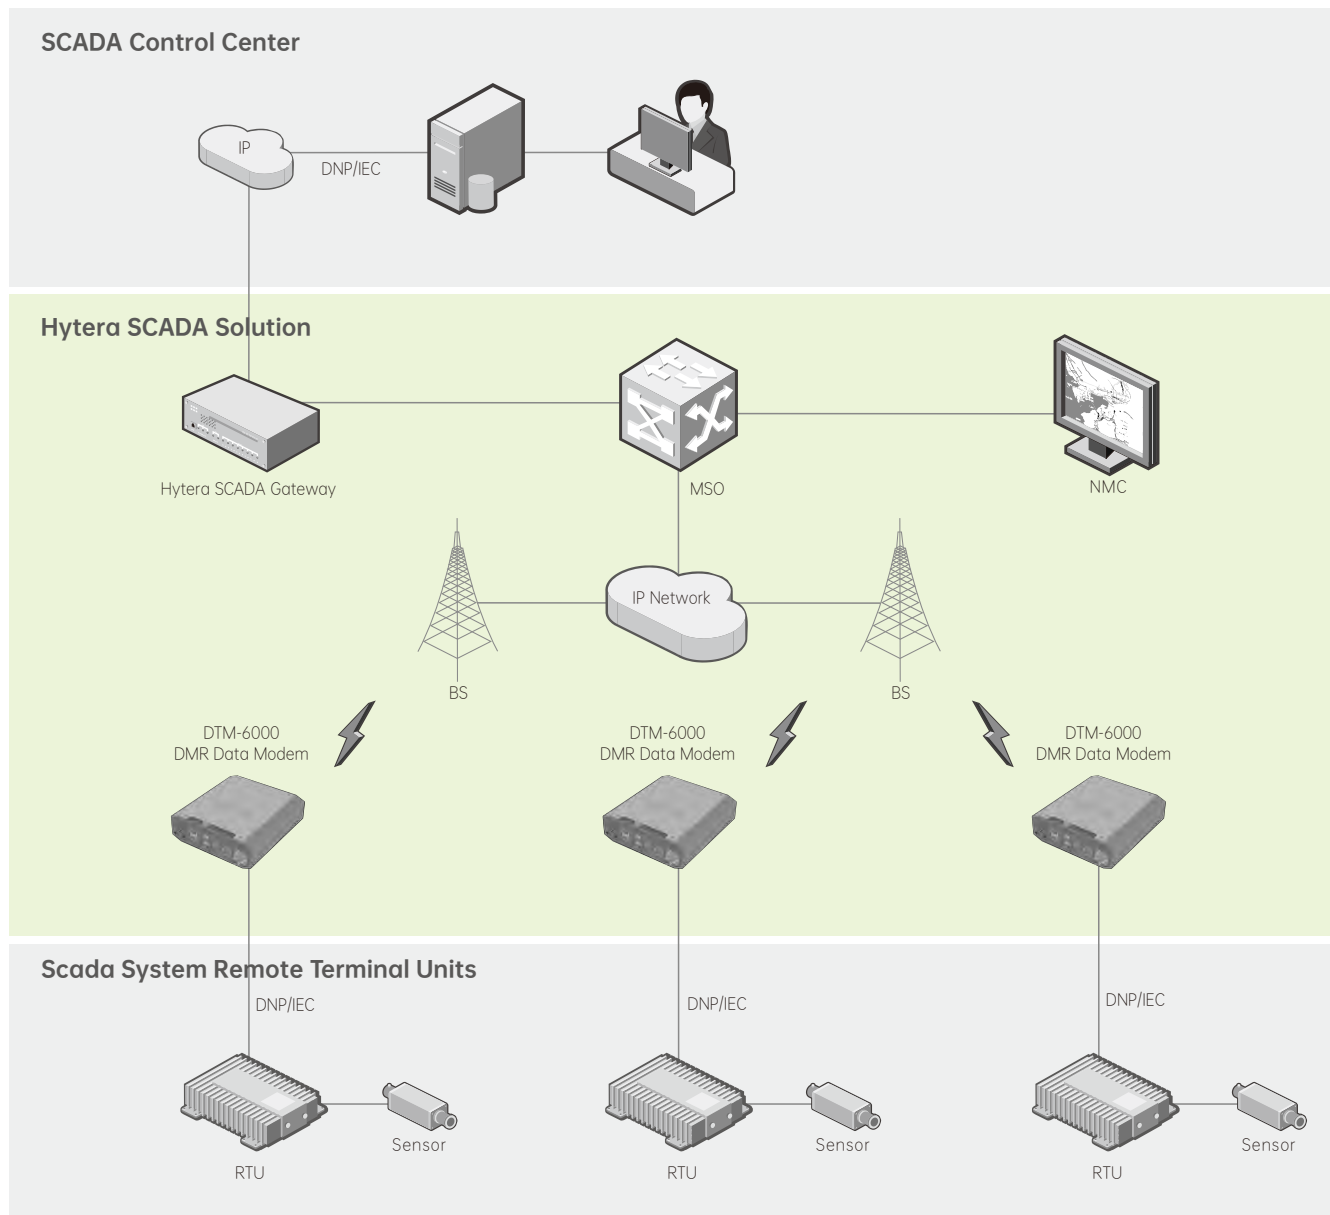 SCADA Control Center
IP
DNP/IEC
Hytera SCADA Solution
Hytera SCADA Gateway
MSO
NMC
IP Network
BS
BS
DTM-6000
DMR Data Modem
DTM-6000
DMR Data Modem
DTM-6000
DMR Data Modem
Scada System Remote Terminal Units
DNP/IEC
DNP/IEC
DNP/IEC
Sensor
Sensor
Sensor
RTU
RTU
RTU